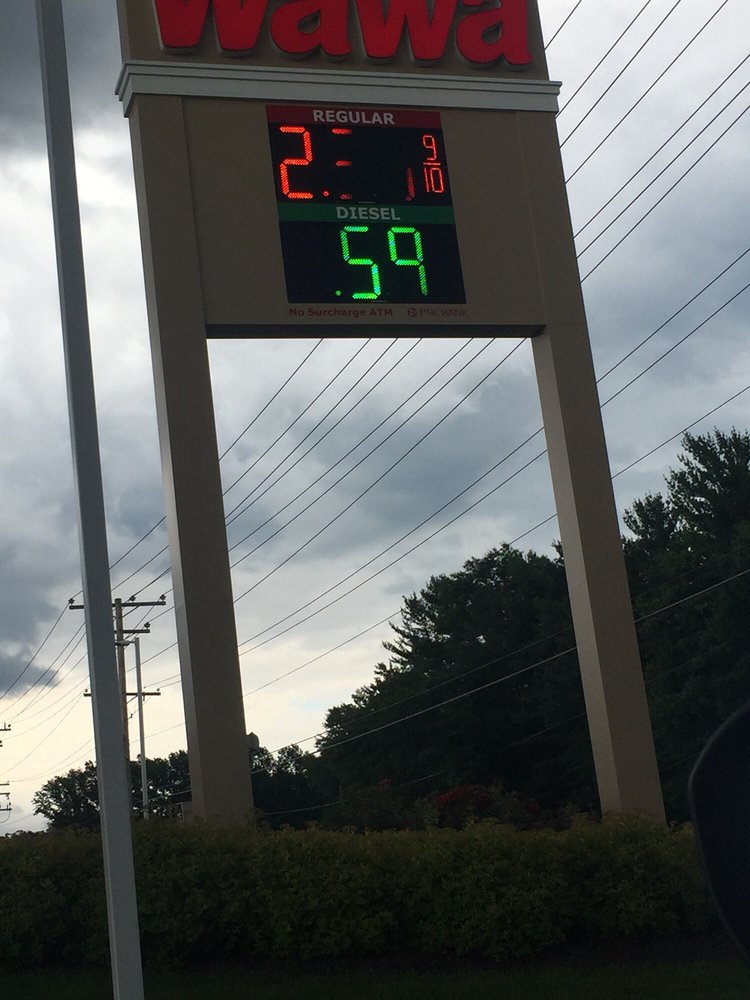 Wawa
REGULAR
2. 9/10
DIESEL
.59
No Surcharge ATM PNC BANK